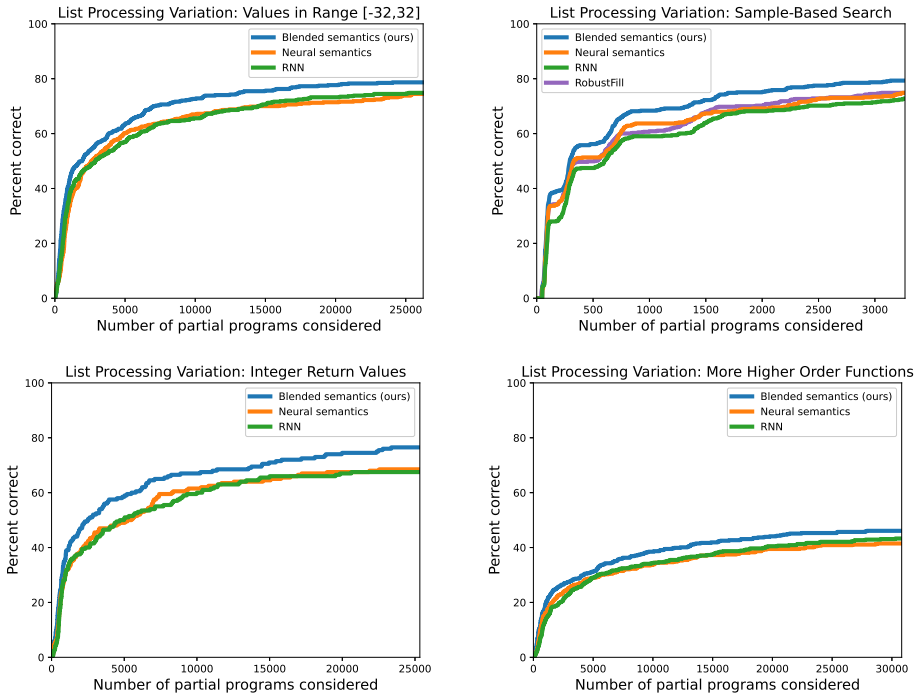 List Processing Variation: Values in Range [-32,32]
Percent correct
100
80
60
40
20
0
Blended semantics (ours)
Neural semantics
RNN
0 5000 10000 15000 20000 25000
Number of partial programs considered
List Processing Variation: Sample-Based Search
Percent correct
100
80
60
40
20
0
Blended semantics (ours)
Neural semantics
RNN
RobustFill
0 500 1000 1500 2000 2500 3000
Number of partial programs considered
List Processing Variation: Integer Return Values
Percent correct
100
80
60
40
20
0
Blended semantics (ours)
Neural semantics
RNN
0 5000 10000 15000 20000 25000
Number of partial programs considered
List Processing Variation: More Higher Order Functions
Percent correct
100
80
60
40
20
0
Blended semantics (ours)
Neural semantics
RNN
0 5000 10000 15000 20000 25000 30000
Number of partial programs considered